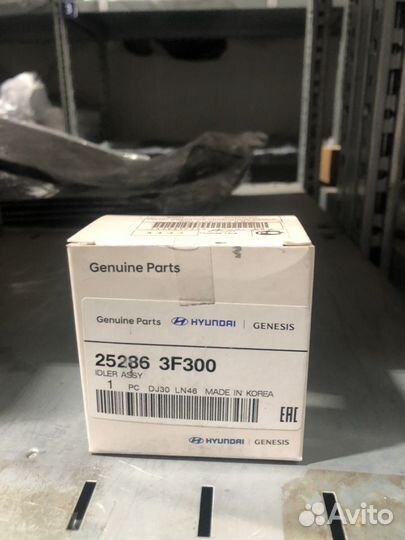 Genuine Parts
Genuine Parts HYUNDAI GENESIS
25286 3F300
IDLER ASSY
1 PC DJ30 LN46 MADE IN KOREA
EAC
HYUNDAI GENESIS
Avito